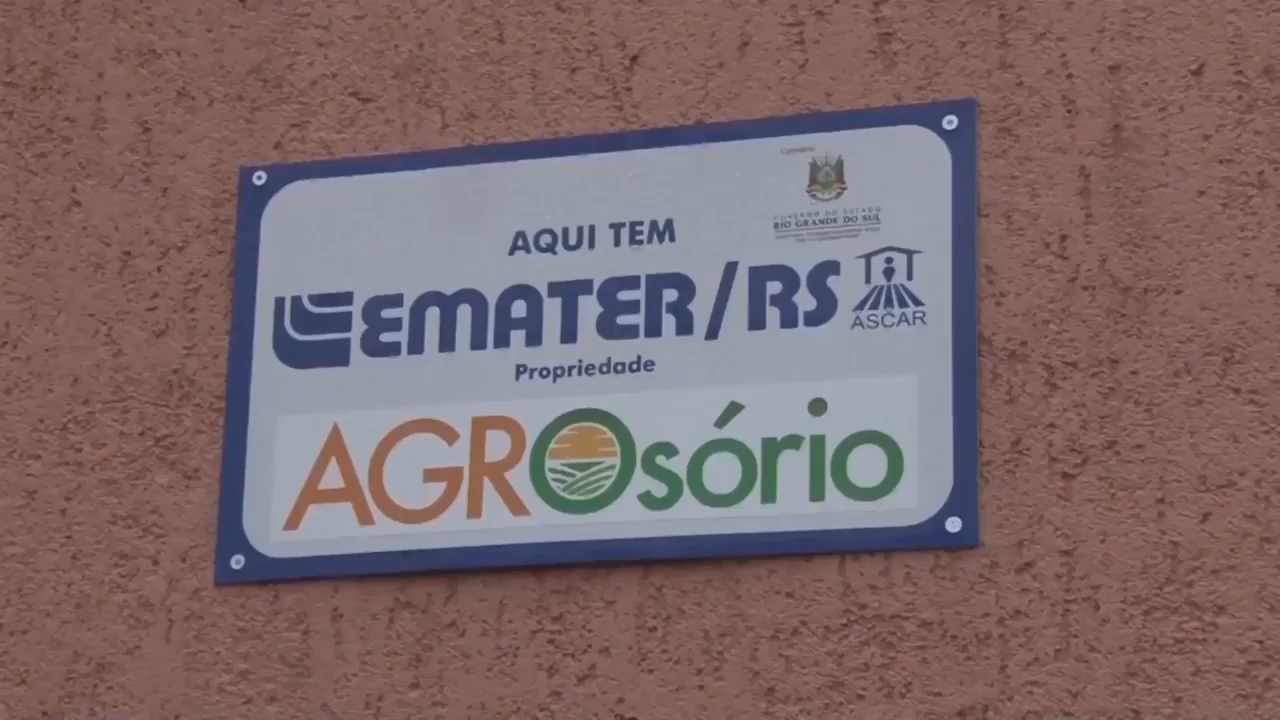 GOVERNO DO ESTADO
RIO GRANDE DO SUL
AQUI TEM
EMATER/RS
ASCAR
Propriedade
AGROsório